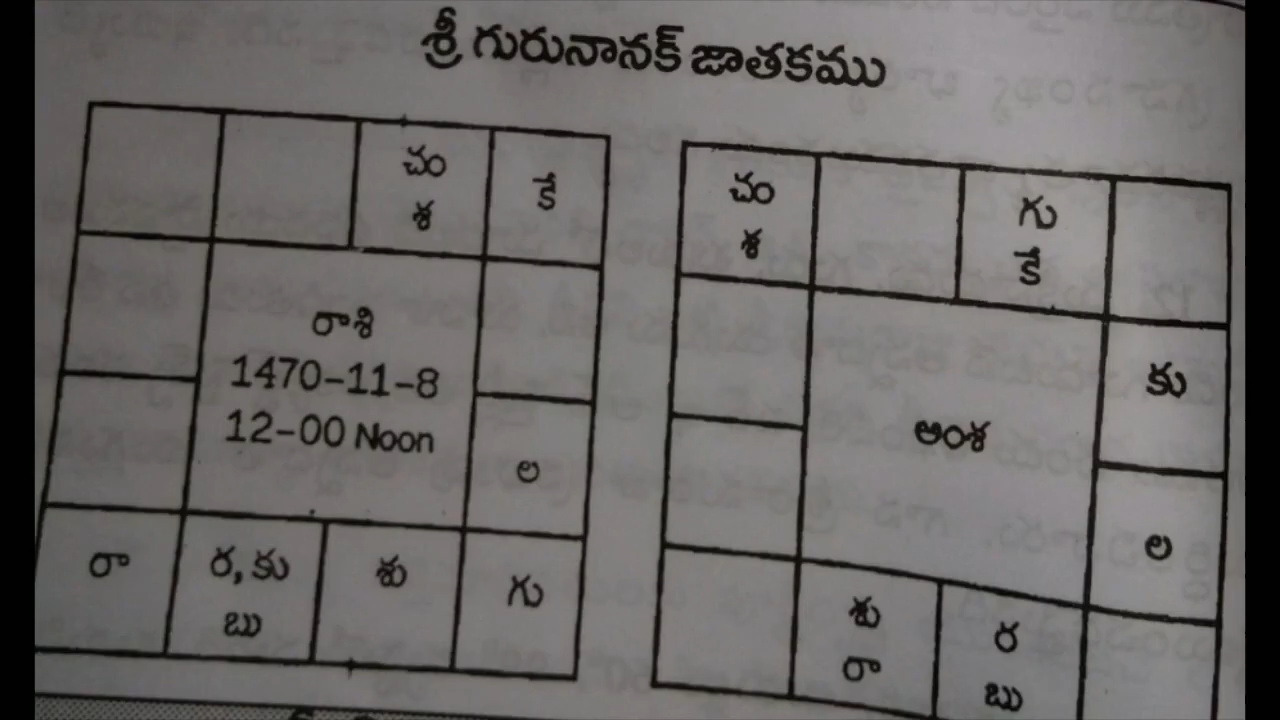 శ్రీ గురునానక్ జాతకము
చం
శ
కే
రాశి
1470-11-8
12-00 Noon
ల
రా
ర, కు
బు
శు
గు
చం
శ
గు
కే
కు
అంశ
ల
శు
రా
ర
బు